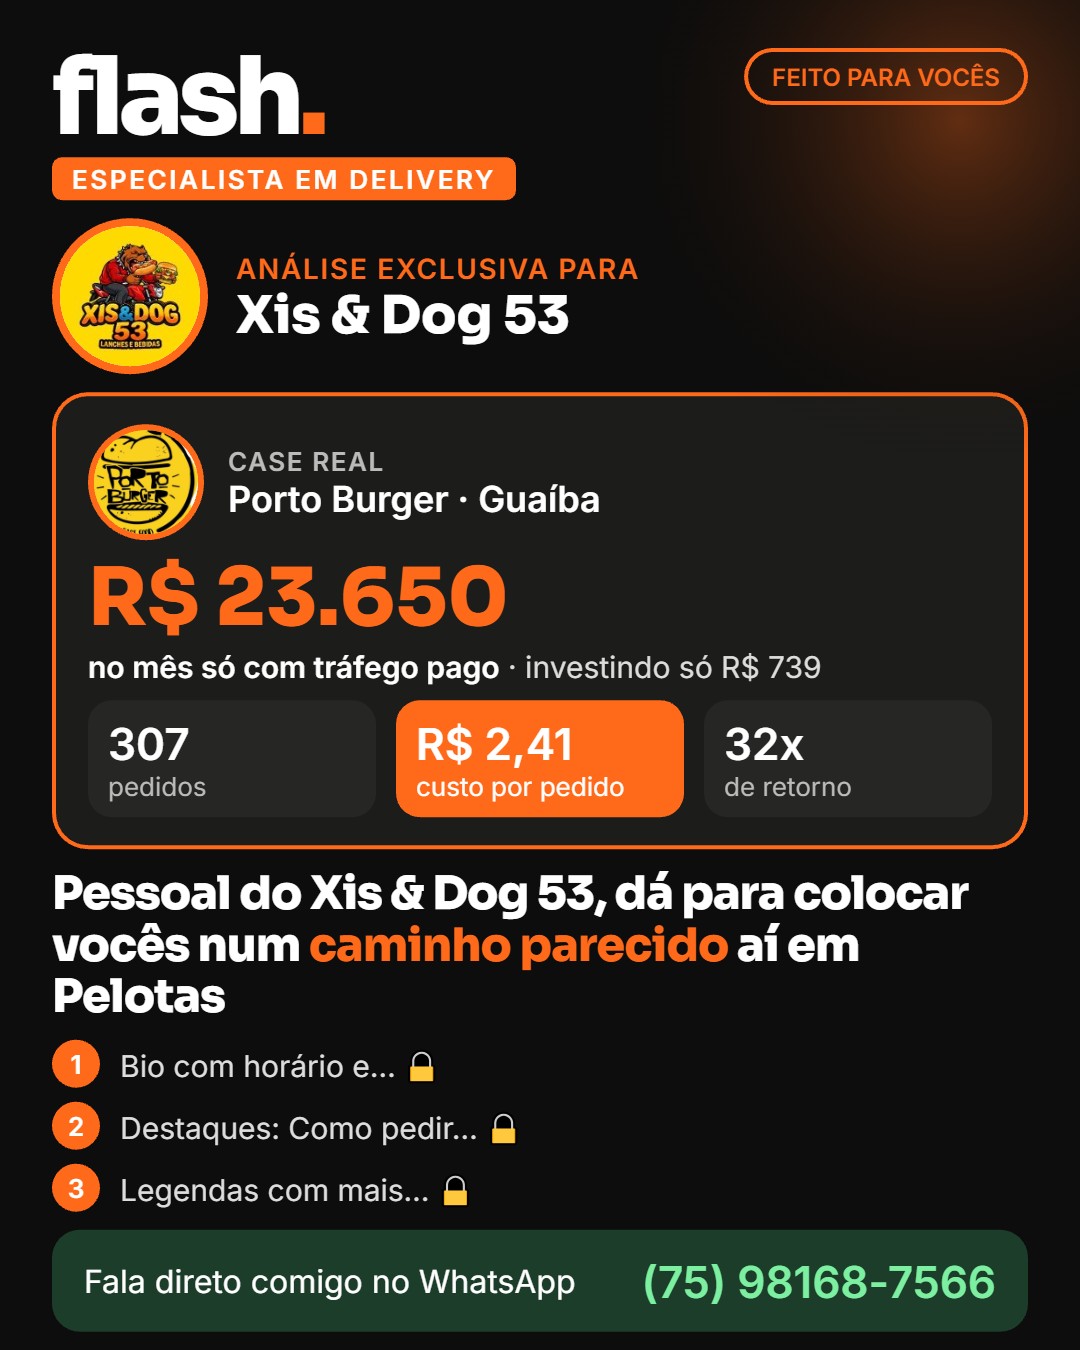 flash.
FEITO PARA VOCÊS
ESPECIALISTA EM DELIVERY
XIS&DOG
53
LANCHES E BEBIDAS
ANÁLISE EXCLUSIVA PARA
Xis & Dog 53
PORTO
BURGER
CASE REAL
Porto Burger · Guaíba
R$ 23.650
no mês só com tráfego pago · investindo só R$ 739
307
pedidos
R$ 2,41
custo por pedido
32x
de retorno
Pessoal do Xis & Dog 53, dá para colocar
vocês num caminho parecido aí em
Pelotas
1 Bio com horário e... 🔒
2 Destaques: Como pedir... 🔒
3 Legendas com mais... 🔒
Fala direto comigo no WhatsApp (75) 98168-7566